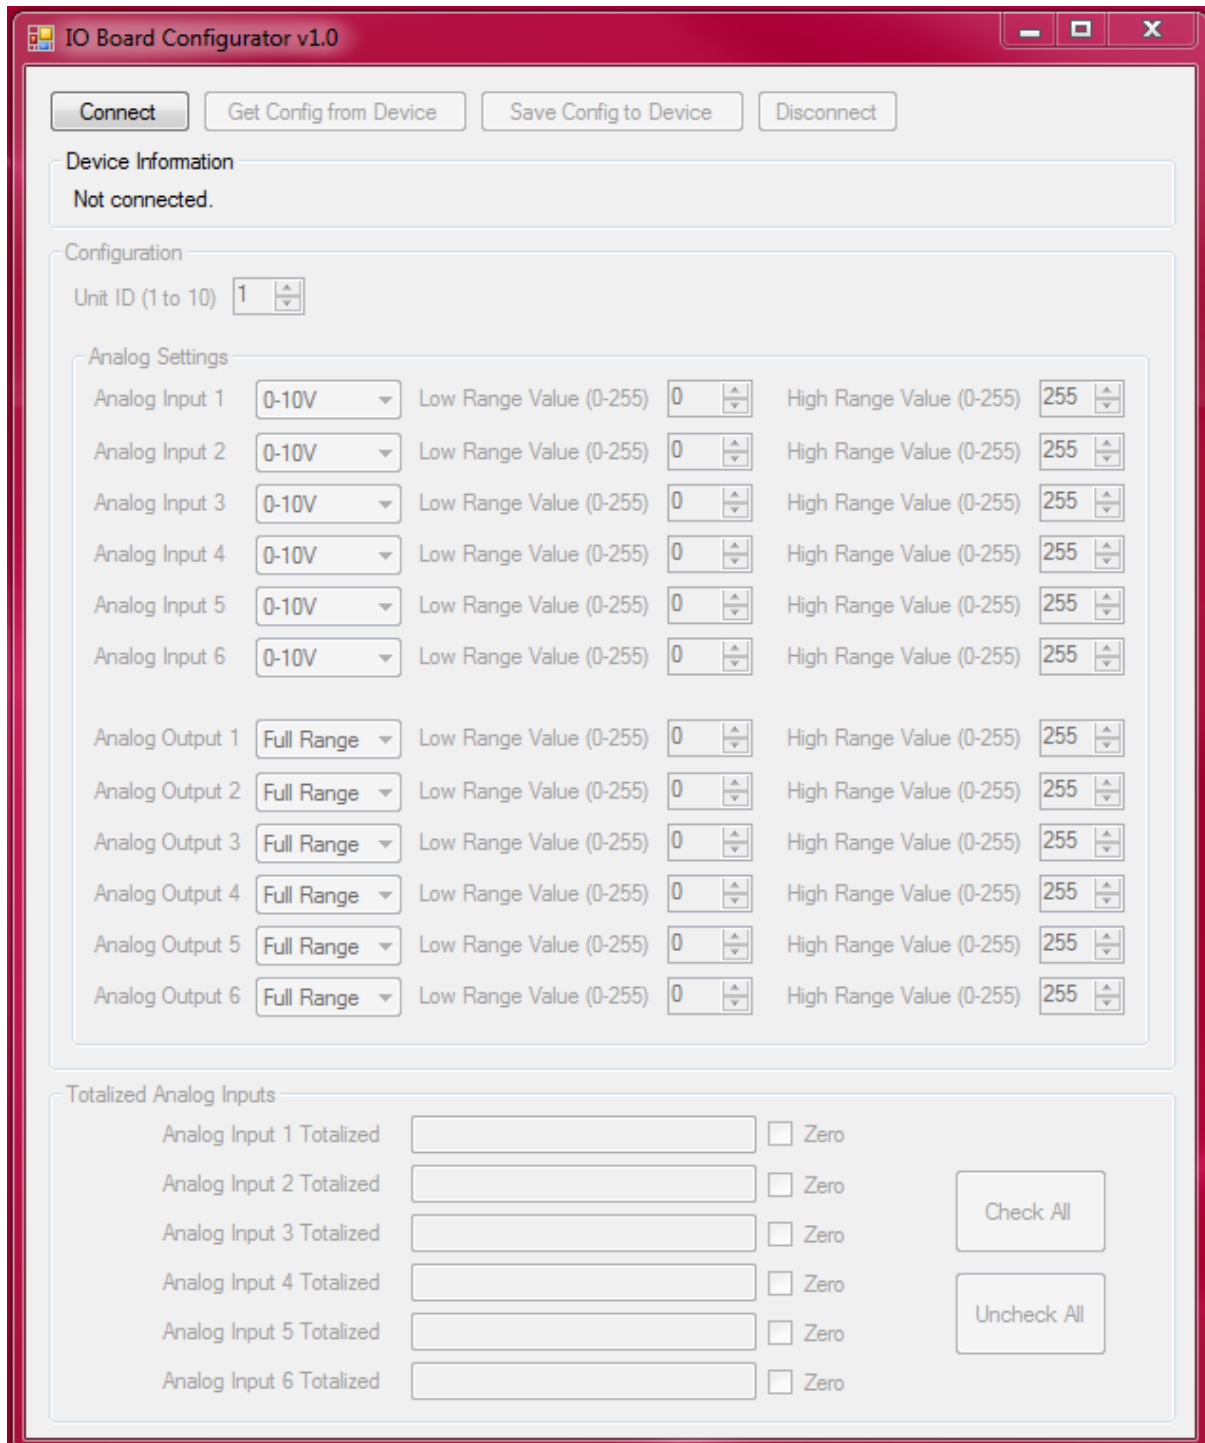 IO Board Configurator v1.0
Connect Get Config from Device Save Config to Device Disconnect
Device Information
Not connected.
Configuration
Unit ID (1 to 10) 1
Analog Settings
Analog Input 1 0-10V Low Range Value (0-255) 0 High Range Value (0-255) 255
Analog Input 2 0-10V Low Range Value (0-255) 0 High Range Value (0-255) 255
Analog Input 3 0-10V Low Range Value (0-255) 0 High Range Value (0-255) 255
Analog Input 4 0-10V Low Range Value (0-255) 0 High Range Value (0-255) 255
Analog Input 5 0-10V Low Range Value (0-255) 0 High Range Value (0-255) 255
Analog Input 6 0-10V Low Range Value (0-255) 0 High Range Value (0-255) 255
Analog Output 1 Full Range Low Range Value (0-255) 0 High Range Value (0-255) 255
Analog Output 2 Full Range Low Range Value (0-255) 0 High Range Value (0-255) 255
Analog Output 3 Full Range Low Range Value (0-255) 0 High Range Value (0-255) 255
Analog Output 4 Full Range Low Range Value (0-255) 0 High Range Value (0-255) 255
Analog Output 5 Full Range Low Range Value (0-255) 0 High Range Value (0-255) 255
Analog Output 6 Full Range Low Range Value (0-255) 0 High Range Value (0-255) 255
Totalized Analog Inputs
Analog Input 1 Totalized Zero
Analog Input 2 Totalized Zero
Check All
Analog Input 3 Totalized Zero
Analog Input 4 Totalized Zero
Uncheck All
Analog Input 5 Totalized Zero
Analog Input 6 Totalized Zero